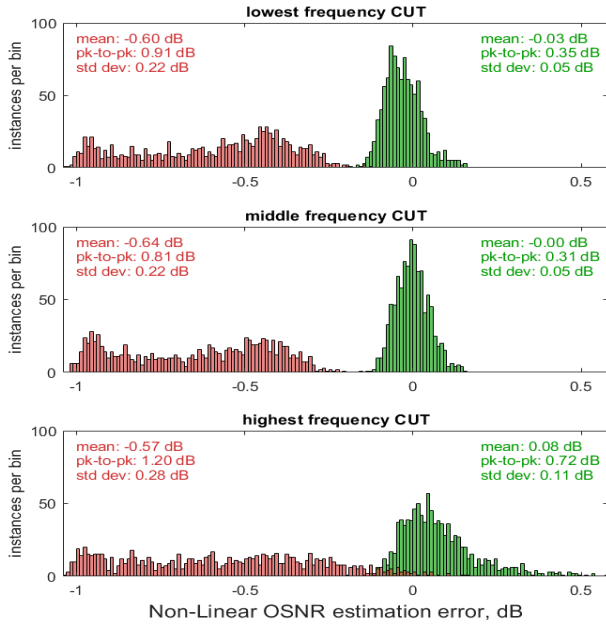 lowest frequency CUT
mean: -0.60 dB
pk-to-pk: 0.91 dB
std dev: 0.22 dB
mean: -0.03 dB
pk-to-pk: 0.35 dB
std dev: 0.05 dB
instances per bin
100
50
0
-1
-0.5
0
0.5
middle frequency CUT
mean: -0.64 dB
pk-to-pk: 0.81 dB
std dev: 0.22 dB
mean: -0.00 dB
pk-to-pk: 0.31 dB
std dev: 0.05 dB
instances per bin
100
50
0
-1
-0.5
0
0.5
highest frequency CUT
mean: -0.57 dB
pk-to-pk: 1.20 dB
std dev: 0.28 dB
mean: 0.08 dB
pk-to-pk: 0.72 dB
std dev: 0.11 dB
instances per bin
100
50
0
-1
-0.5
0
0.5
Non-Linear OSNR estimation error, dB